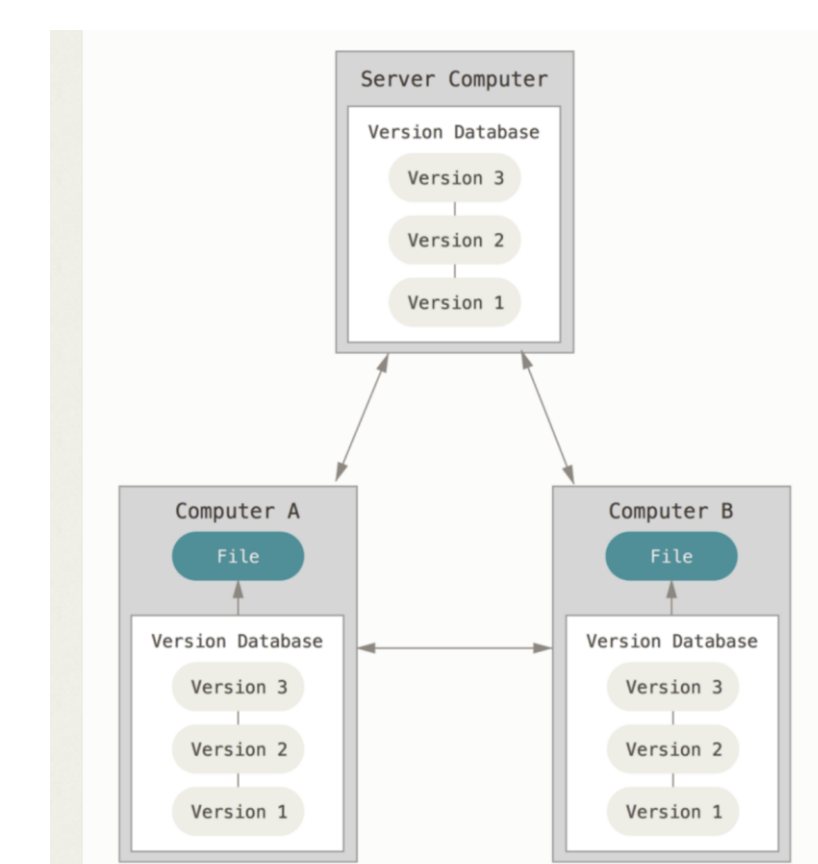 Server Computer
Version Database
Version 3
Version 2
Version 1
Computer A
File
Version Database
Version 3
Version 2
Version 1
Computer B
File
Version Database
Version 3
Version 2
Version 1